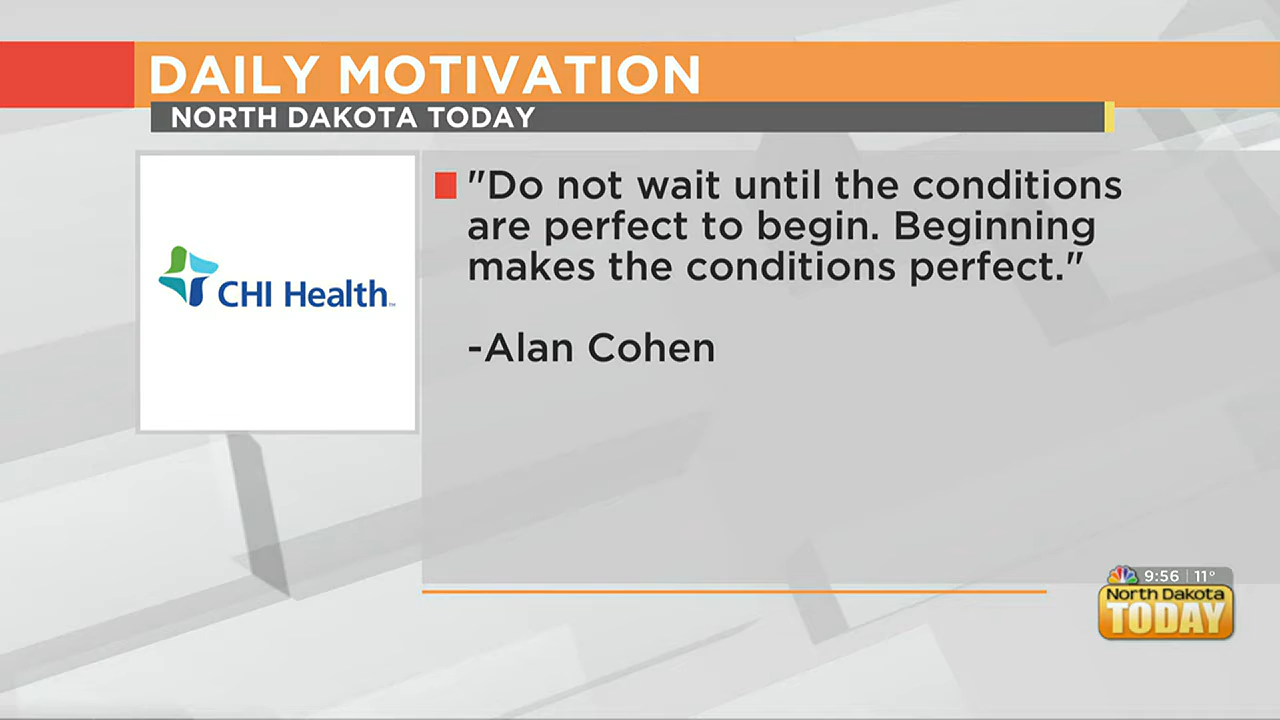 DAILY MOTIVATION
NORTH DAKOTA TODAY
CHI Health™
"Do not wait until the conditions
are perfect to begin. Beginning
makes the conditions perfect."
-Alan Cohen
9:56 | 11°
North Dakota
TODAY